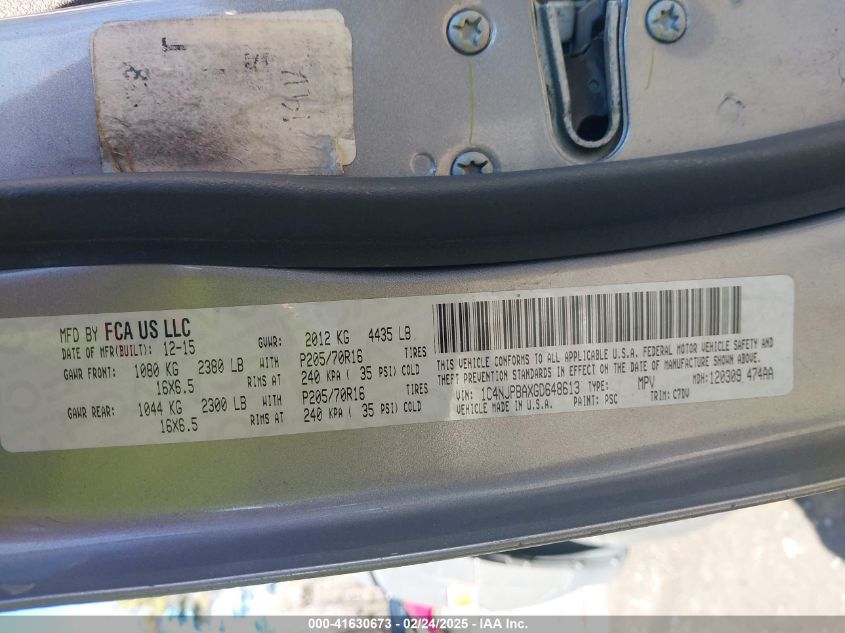 MFD BY FCA US LLC
DATE OF MFR(BUILT): 12-15 GVWR: 2012 KG 4435 LB
GAWR FRONT: 1080 KG 2380 LB WITH P205/70R16 TIRES
16X6.5 RIMS AT 240 KPA ( 35 PSI) COLD
GAWR REAR: 1044 KG 2300 LB WITH P205/70R16 TIRES
16X6.5 RIMS AT 240 KPA ( 35 PSI) COLD
THIS VEHICLE CONFORMS TO ALL APPLICABLE U.S.A. FEDERAL MOTOR VEHICLE SAFETY AND
THEFT PREVENTION STANDARDS IN EFFECT ON THE DATE OF MANUFACTURE SHOWN ABOVE.
VIN: 1C4NJPBAXGD648613 TYPE: MPV MDH: 120309 474AA
VEHICLE MADE IN U.S.A. PAINT: PSC TRIM: C7DV
000-41630673 - 02/24/2025 - IAA Inc.